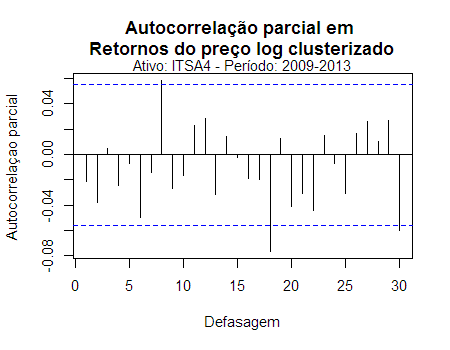 Autocorrelação parcial em
Retornos do preço log clusterizado
Ativo: ITSA4 - Período: 2009-2013
Autocorrelaçao parcial
0.04
0.00
-0.04
-0.08
0 5 10 15 20 25 30
Defasagem